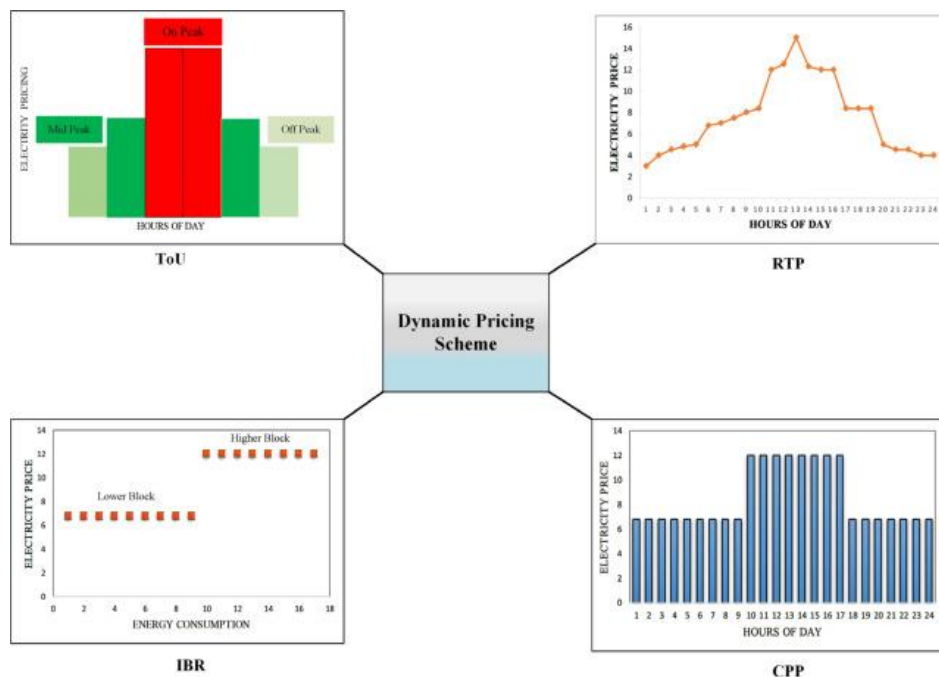 On Peak
Mid Peak
Off Peak
ELECTRITY PRICING
HOURS OF DAY
ToU
16
14
12
10
8
6
4
2
0
ELECTRICITY PRICE
1 2 3 4 5 6 7 8 9 10 11 12 13 14 15 16 17 18 19 20 21 22 23 24
HOURS OF DAY
RTP
Dynamic Pricing
Scheme
14
12
10
8
6
4
2
0
ELECTRICITY PRICE
Higher Block
Lower Block
0 2 4 6 8 10 12 14 16 18
ENERGY CONSUMPTION
IBR
14
12
10
8
6
4
2
0
ELECTRICITY PRICE
1 2 3 4 5 6 7 8 9 10 11 12 13 14 15 16 17 18 19 20 21 22 23 24
HOURS OF DAY
CPP